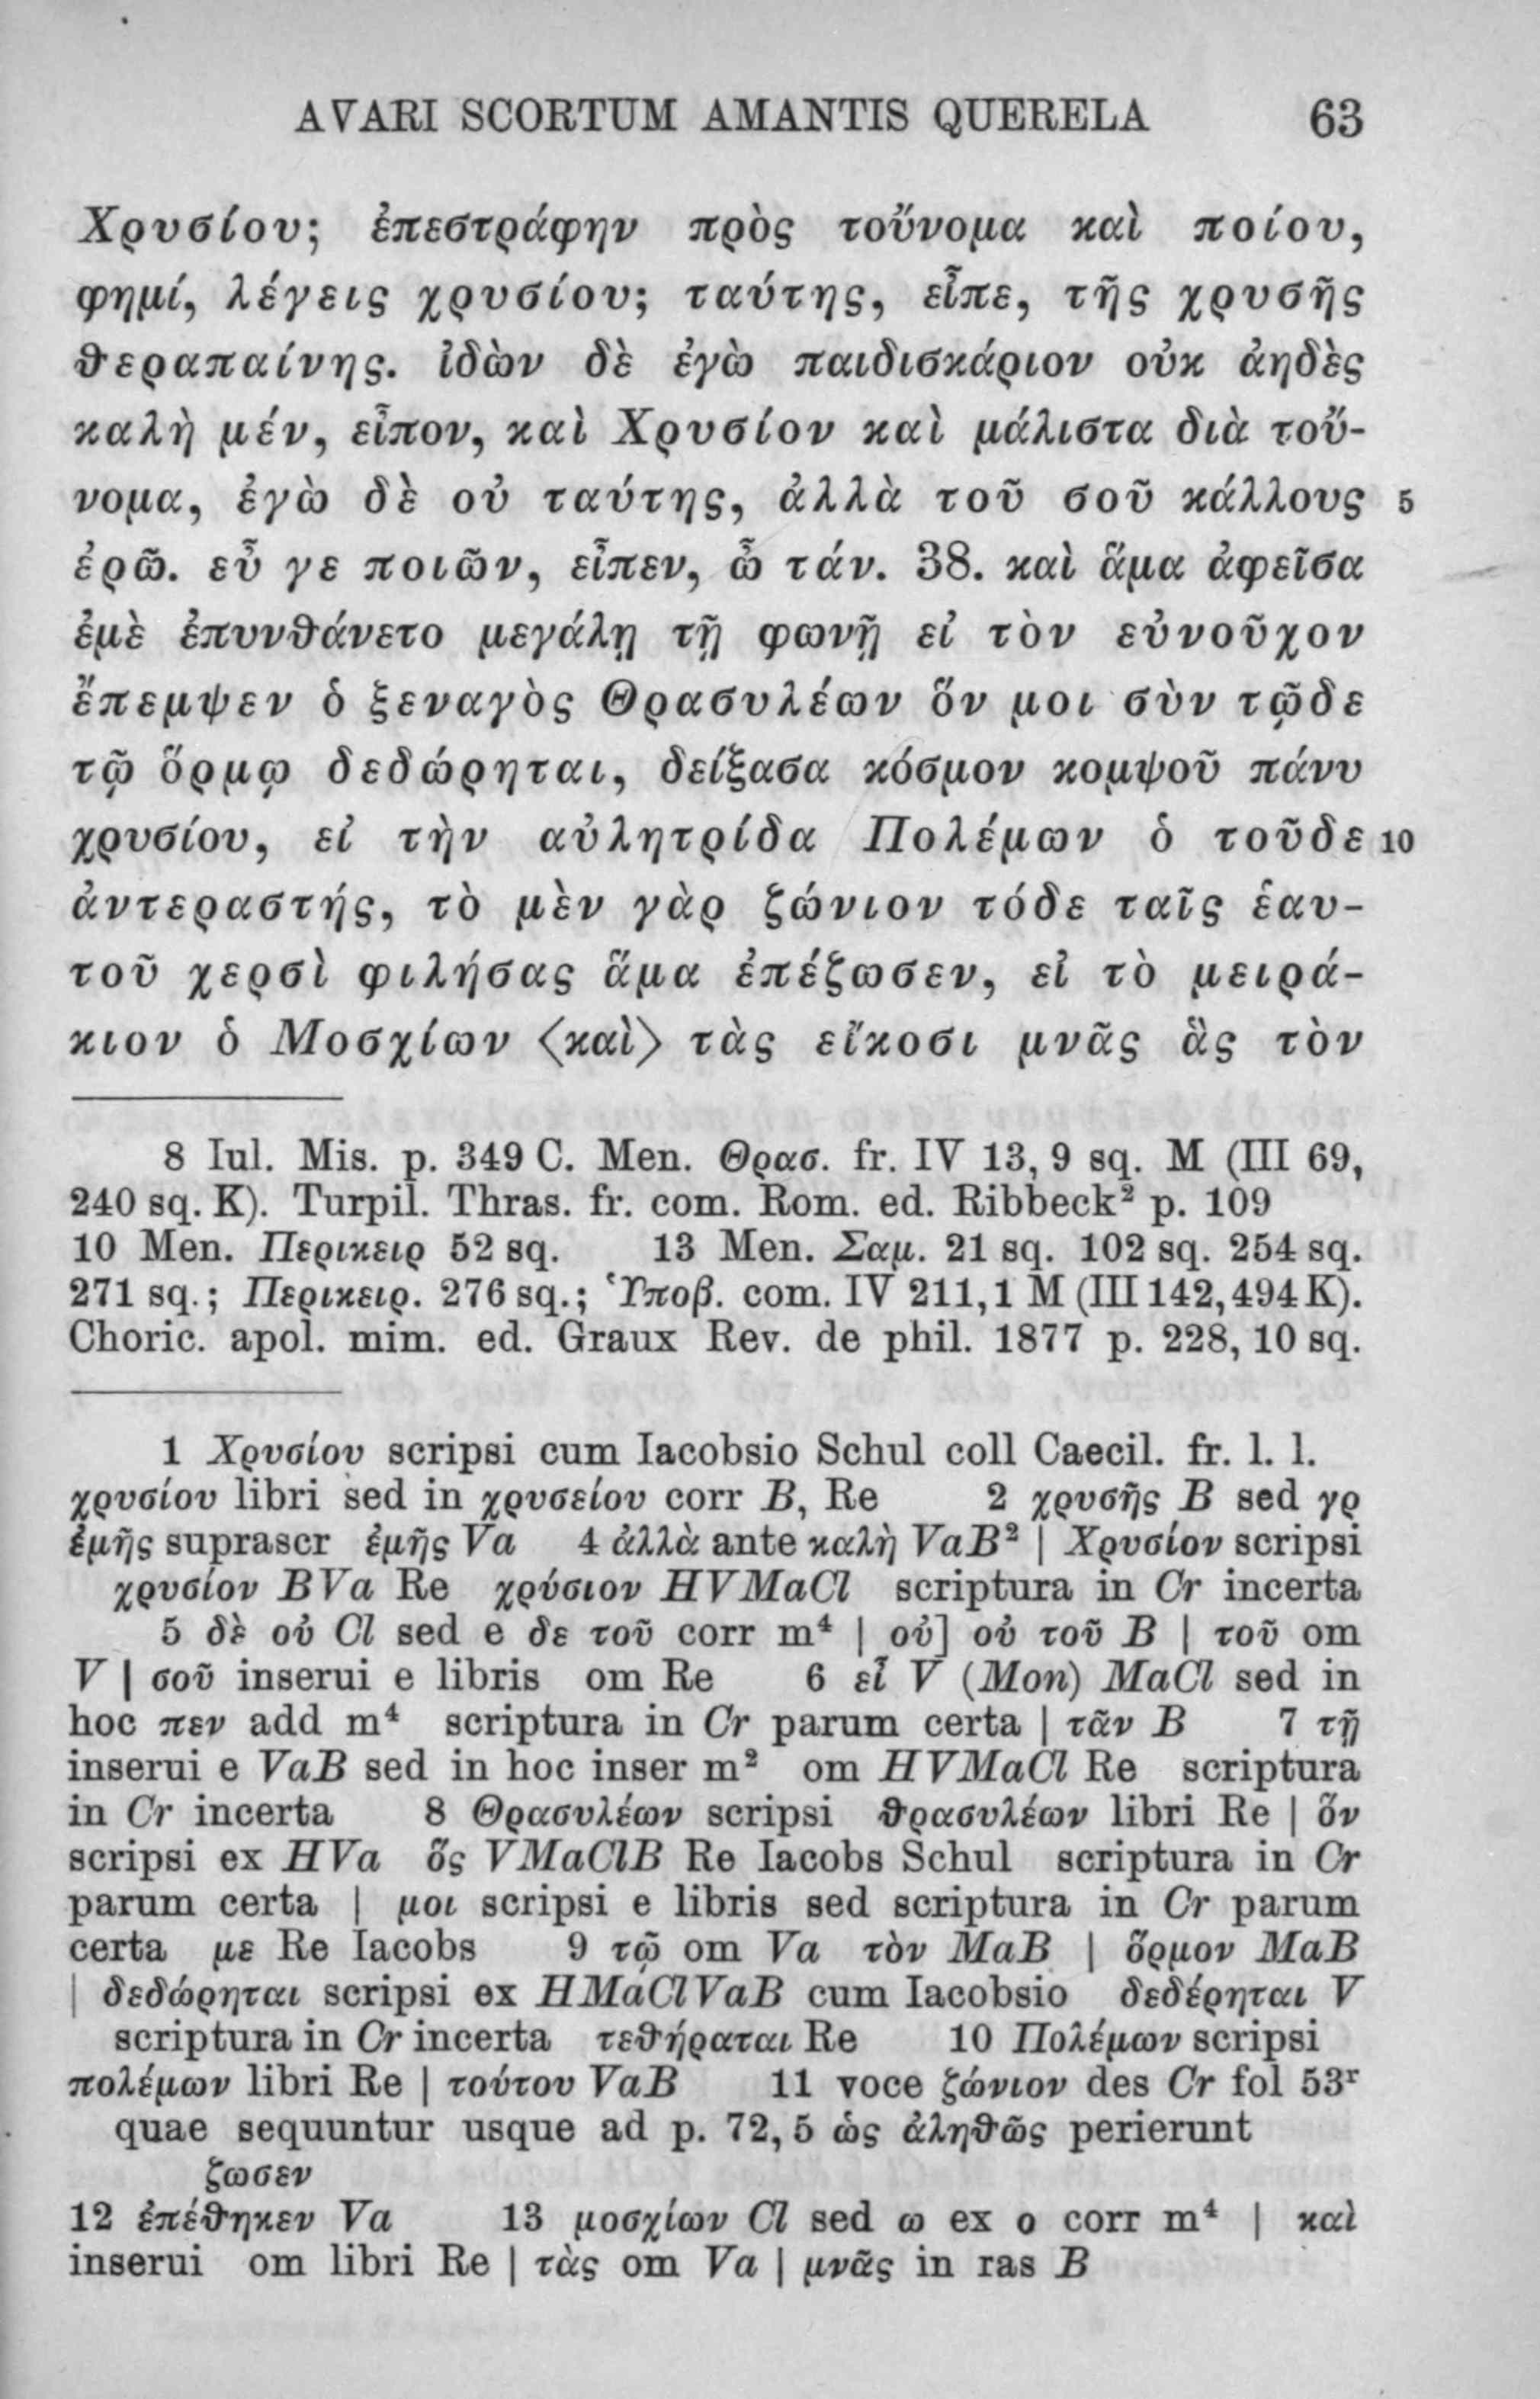 AVARI SCORTUM AMANTIS QUERELA 63
Χρυσίου; ἐπεστράφην πρὸς τοὔνομα καὶ ποίου,
φημί, λέγεις χρυσίου; ταύτης, εἶπε, τῆς χρυσῆς
θεραπαίνης. ἰδὼν δὲ ἐγὼ παιδισκάριον οὐκ ἀηδὲς
καλὴ μέν, εἶπον, καὶ Χρυσίον καὶ μάλιστα διὰ τοὔ-
νομα, ἐγὼ δὲ οὐ ταύτης, ἀλλὰ τοῦ σοῦ κάλλους 5
ἐρῶ. εὖ γε ποιῶν, εἶπεν, ὦ τάν. 38. καὶ ἅμα ἀφεῖσα
ἐμὲ ἐπυνθάνετο μεγάλῃ τῇ φωνῇ εἰ τὸν εὐνοῦχον
ἔπεμψεν ὁ ξεναγὸς Θρασυλέων ὅν μοι σὺν τῷδε
τῷ ὅρμῳ δεδώρηται, δείξασα κόσμον κομψοῦ πάνυ
χρυσίου, εἰ τὴν αὐλητρίδα Πολέμων ὁ τοῦδε 10
ἀντεραστής, τὸ μὲν γὰρ ζώνιον τόδε ταῖς ἑαυ-
τοῦ χερσὶ φιλήσας ἅμα ἐπέζωσεν, εἰ τὸ μειρά-
κιον ὁ Μοσχίων ⟨καὶ⟩ τὰς εἴκοσι μνᾶς ἃς τὸν
8 Iul. Mis. p. 349 C. Men. Θρασ. fr. IV 13, 9 sq. M (III 69,
240 sq. K). Turpil. Thras. fr. com. Rom. ed. Ribbeck² p. 109
10 Men. Περικειρ 52 sq. 13 Men. Σαμ. 21 sq. 102 sq. 254 sq.
271 sq.; Περικειρ. 276 sq.; Ὑποβ. com. IV 211,1 M (III 142,494 K).
Choric. apol. mim. ed. Graux Rev. de phil. 1877 p. 228, 10 sq.
1 Χρυσίου scripsi cum Iacobsio Schul coll Caecil. fr. l. l.
χρυσίου libri sed in χρυσείου corr B, Re 2 χρυσῆς B sed γρ
ἐμῆς suprascr ἐμῆς Va 4 ἀλλὰ ante καλὴ VaB² | Χρυσίον scripsi
χρυσίον BVa Re χρύσιον HVMaCl scriptura in Cr incerta
5 δὲ οὐ Cl sed e δε τοῦ corr m⁴ | οὐ] οὐ τοῦ B | τοῦ om
V | σοῦ inserui e libris om Re 6 εἶ V (Mon) MaCl sed in
hoc πεν add m⁴ scriptura in Cr parum certa | τᾶν B 7 τῇ
inserui e VaB sed in hoc inser m² om HVMaCl Re scriptura
in Cr incerta 8 Θρασυλέων scripsi θρασυλέων libri Re | ὅν
scripsi ex HVa ὅς VMaClB Re Iacobs Schul scriptura in Cr
parum certa | μοι scripsi e libris sed scriptura in Cr parum
certa με Re Iacobs 9 τῷ om Va τὸν MaB | ὅρμον MaB
| δεδώρηται scripsi ex HMaClVaB cum Iacobsio δεδέρηται V
scriptura in Cr incerta τεθήραται Re 10 Πολέμων scripsi
πολέμων libri Re | τούτου VaB 11 voce ζώνιον des Cr fol 53ʳ
quae sequuntur usque ad p. 72, 5 ὡς ἀληθῶς perierunt
ζωσεν
12 ἐπέθηκεν Va 13 μοσχίων Cl sed ω ex ο corr m⁴ | καὶ
inserui om libri Re | τὰς om Va | μνᾶς in ras B